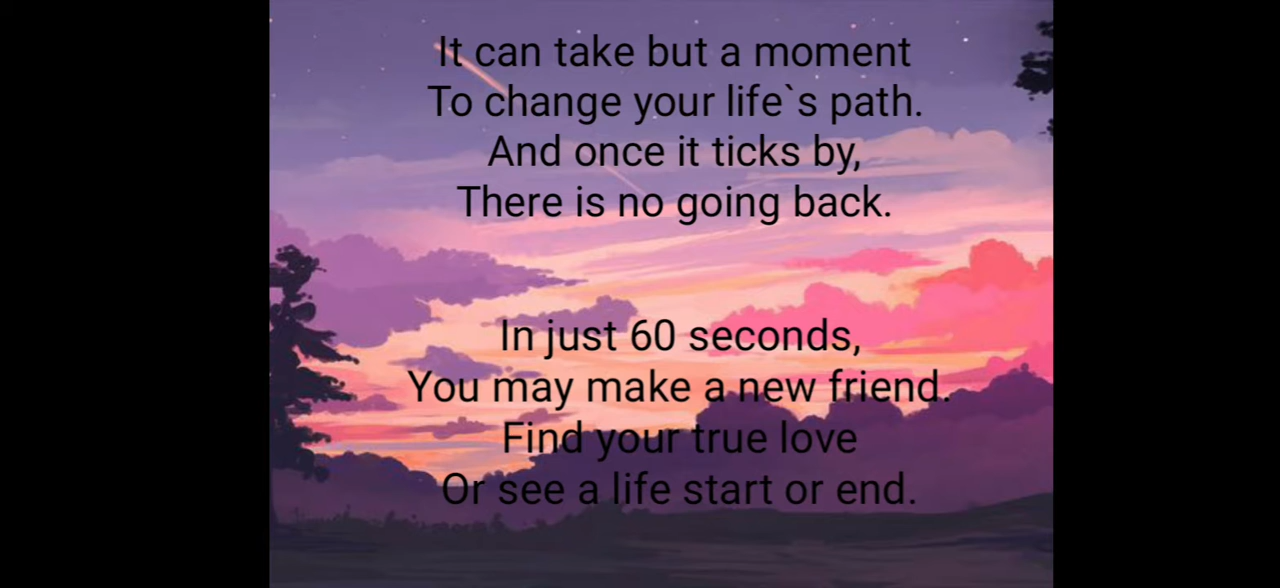 It can take but a moment
To change your life`s path.
And once it ticks by,
There is no going back.
In just 60 seconds,
You may make a new friend.
Find your true love
Or see a life start or end.